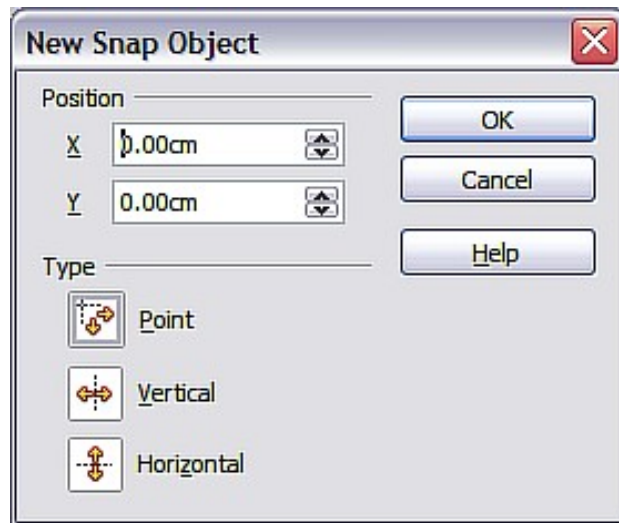 New Snap Object
Position
X 0.00cm
Y 0.00cm
OK
Cancel
Help
Type
Point
Vertical
Horizontal